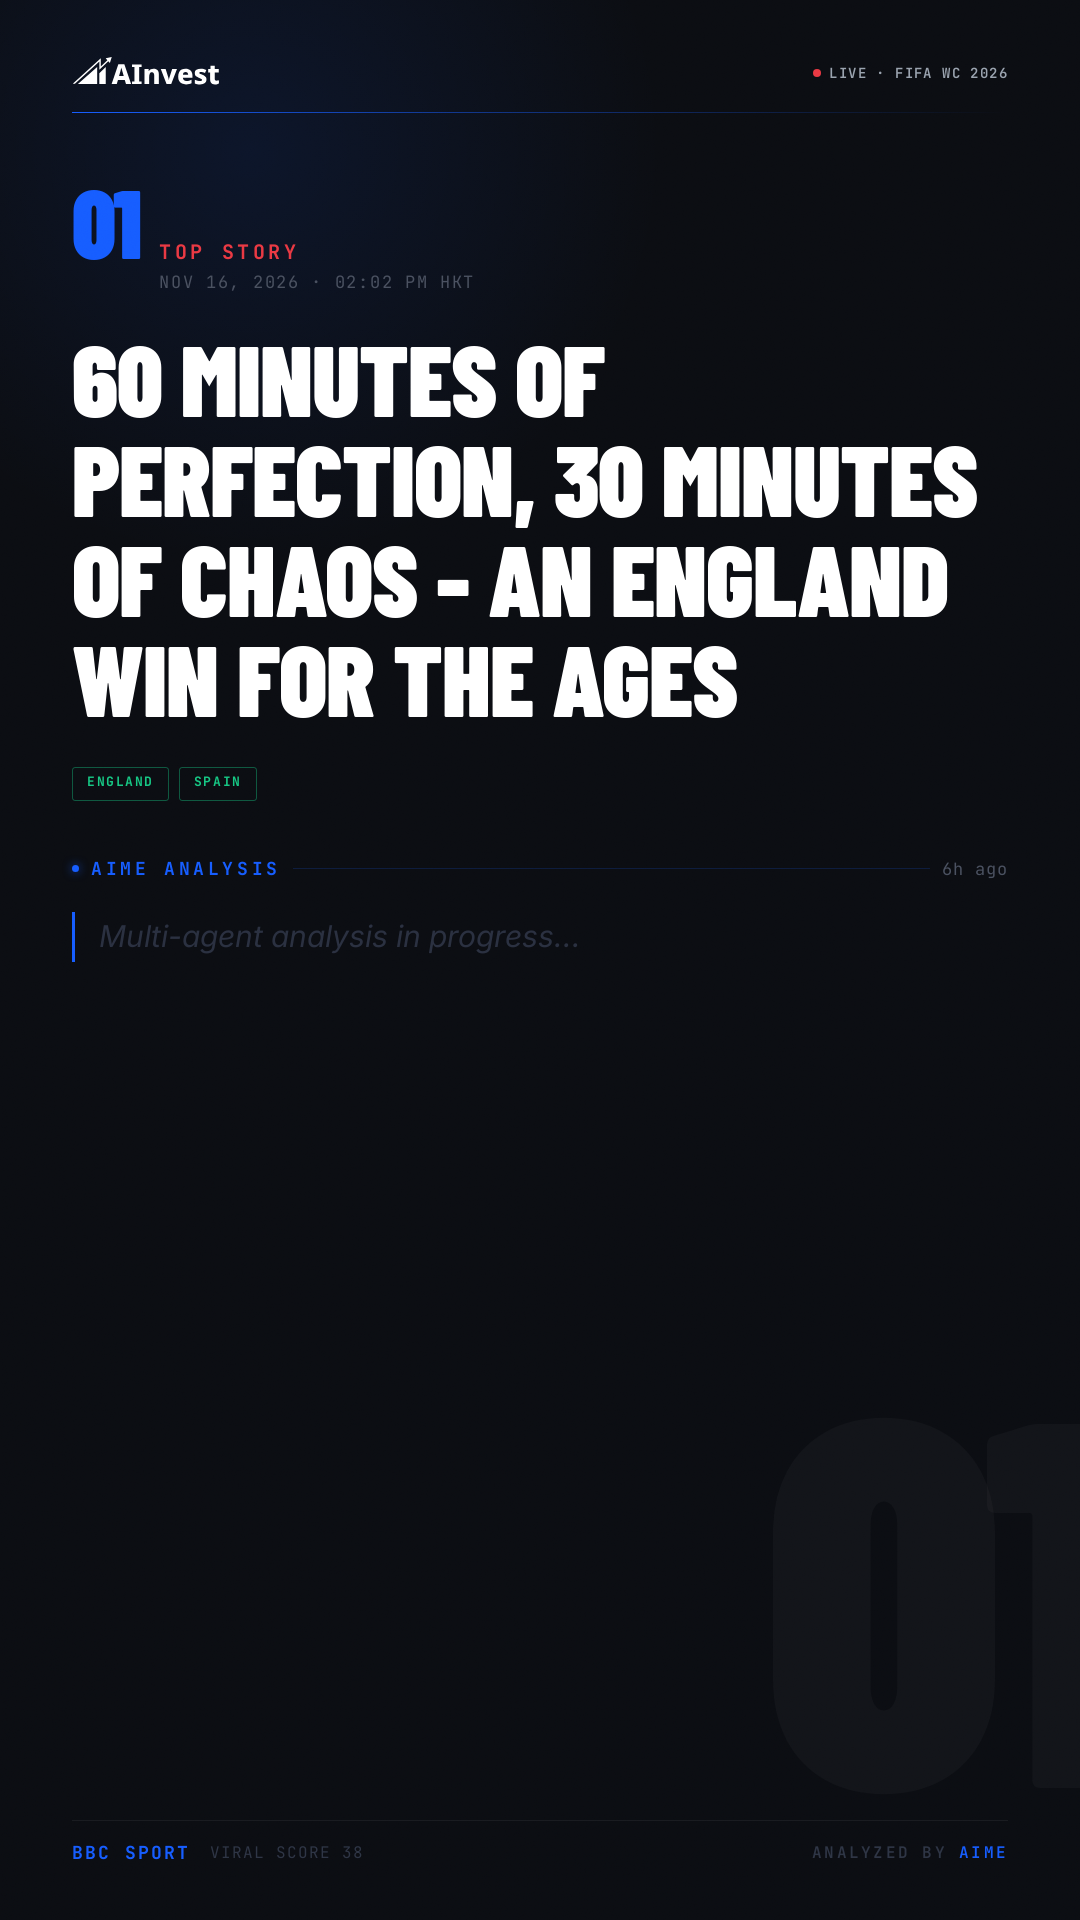 AInvest
LIVE · FIFA WC 2026
01
TOP STORY
NOV 16, 2026 · 02:02 PM HKT
60 MINUTES OF
PERFECTION, 30 MINUTES
OF CHAOS – AN ENGLAND
WIN FOR THE AGES
ENGLAND
SPAIN
AIME ANALYSIS
6h ago
Multi-agent analysis in progress...
01
BBC SPORT
VIRAL SCORE 38
ANALYZED BY AIME